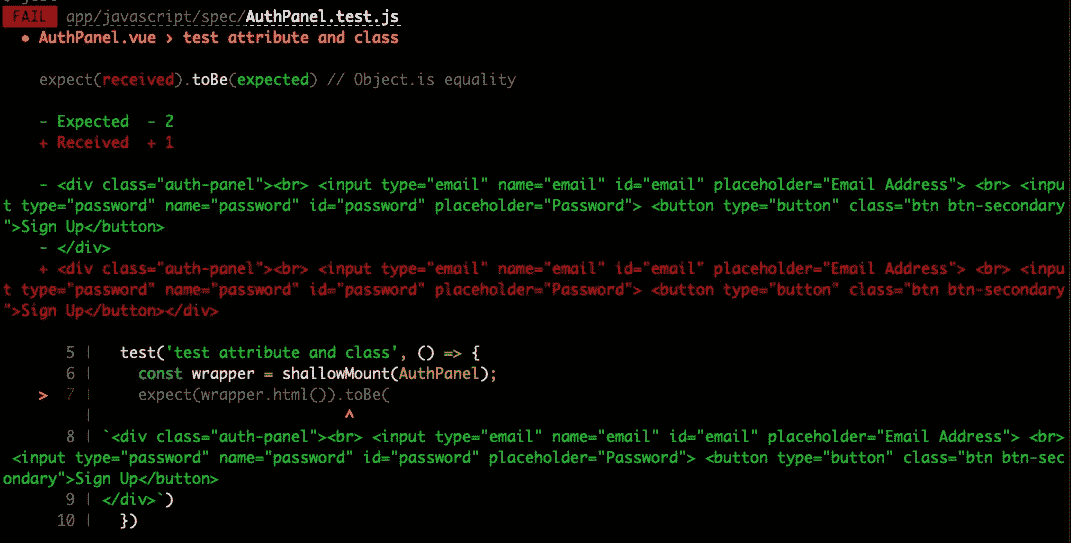 FAIL app/javascript/spec/AuthPanel.test.js
● AuthPanel.vue › test attribute and class
expect(received).toBe(expected) // Object.is equality
- Expected  - 2
+ Received  + 1
- <div class="auth-panel"><br> <input type="email" name="email" id="email" placeholder="Email Address"> <br> <inpu
t type="password" name="password" id="password" placeholder="Password"> <button type="button" class="btn btn-secondary
">Sign Up</button>
- </div>
+ <div class="auth-panel"><br> <input type="email" name="email" id="email" placeholder="Email Address"> <br> <inpu
t type="password" name="password" id="password" placeholder="Password"> <button type="button" class="btn btn-secondary
">Sign Up</button></div>
5 | test('test attribute and class', () => {
6 | const wrapper = shallowMount(AuthPanel);
> 7 | expect(wrapper.html()).toBe(
| ^
8 | `<div class="auth-panel"><br> <input type="email" name="email" id="email" placeholder="Email Address"> <br>
<input type="password" name="password" id="password" placeholder="Password"> <button type="button" class="btn btn-sec
ondary">Sign Up</button>
9 | </div>`)
10 | })